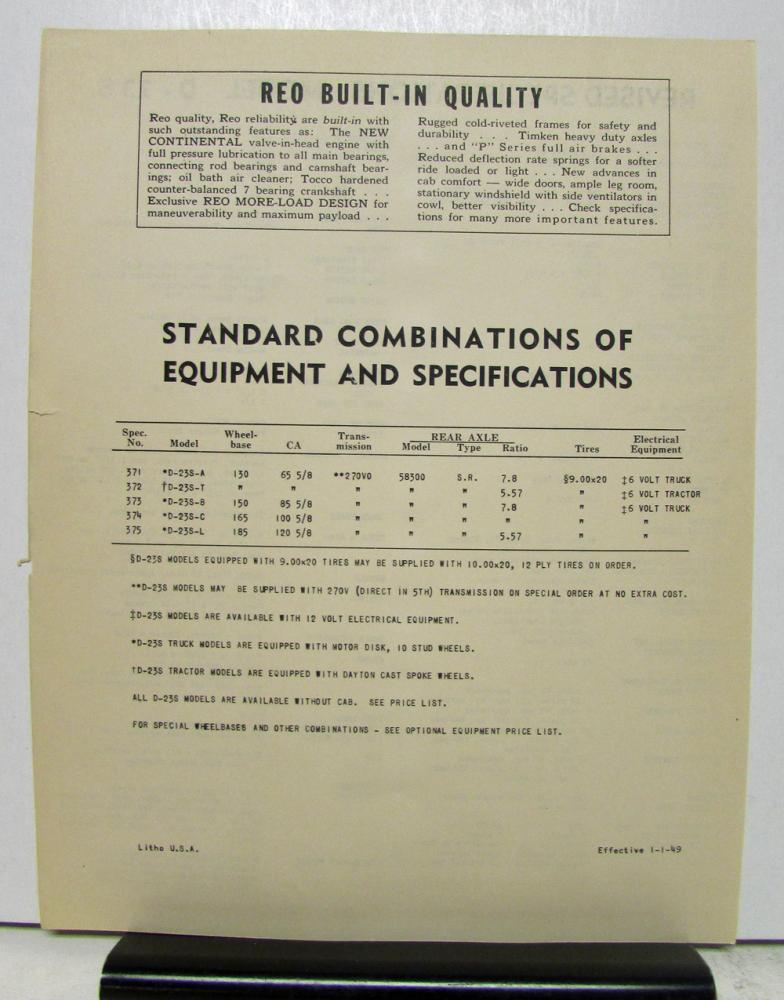 REO BUILT-IN QUALITY
Reo quality, Reo reliability are built-in with
such outstanding features as: The NEW
CONTINENTAL valve-in-head engine with
full pressure lubrication to all main bearings,
connecting rod bearings and camshaft bear-
ings; oil bath air cleaner; Tocco hardened
counter-balanced 7 bearing crankshaft . . .
Exclusive REO MORE-LOAD DESIGN for
maneuverability and maximum payload . . .
Rugged cold-riveted frames for safety and
durability . . . Timken heavy duty axles
. . . and "P" Series full air brakes . . .
Reduced deflection rate springs for a softer
ride loaded or light . . . New advances in
cab comfort — wide doors, ample leg room,
stationary windshield with side ventilators in
cowl, better visibility . . . Check specifica-
tions for many more important features.
STANDARD COMBINATIONS OF
EQUIPMENT AND SPECIFICATIONS
Spec. No. Model Wheel-base CA Trans-mission REAR AXLE Model Type Ratio Tires Electrical Equipment
371 *D-23S-A 130 65 5/8 **270VO 58300 S.R. 7.8 §9.00x20 ‡6 VOLT TRUCK
372 †D-23S-T " " " " " 5.57 " ‡6 VOLT TRACTOR
373 *D-23S-B 150 85 5/8 " " " 7.8 " ‡6 VOLT TRUCK
374 *D-23S-C 165 100 5/8 " " " " " "
375 *D-23S-L 185 120 5/8 " " " 5.57 " "
§D-23S MODELS EQUIPPED WITH 9.00x20 TIRES MAY BE SUPPLIED WITH 10.00x20, 12 PLY TIRES ON ORDER.
**D-23S MODELS MAY BE SUPPLIED WITH 270V (DIRECT IN 5TH) TRANSMISSION ON SPECIAL ORDER AT NO EXTRA COST.
‡D-23S MODELS ARE AVAILABLE WITH 12 VOLT ELECTRICAL EQUIPMENT.
*D-23S TRUCK MODELS ARE EQUIPPED WITH MOTOR DISK, 10 STUD WHEELS.
†D-23S TRACTOR MODELS ARE EQUIPPED WITH DAYTON CAST SPOKE WHEELS.
ALL D-23S MODELS ARE AVAILABLE WITHOUT CAB. SEE PRICE LIST.
FOR SPECIAL WHEELBASES AND OTHER COMBINATIONS - SEE OPTIONAL EQUIPMENT PRICE LIST.
Litho U.S.A.
Effective 1-1-49